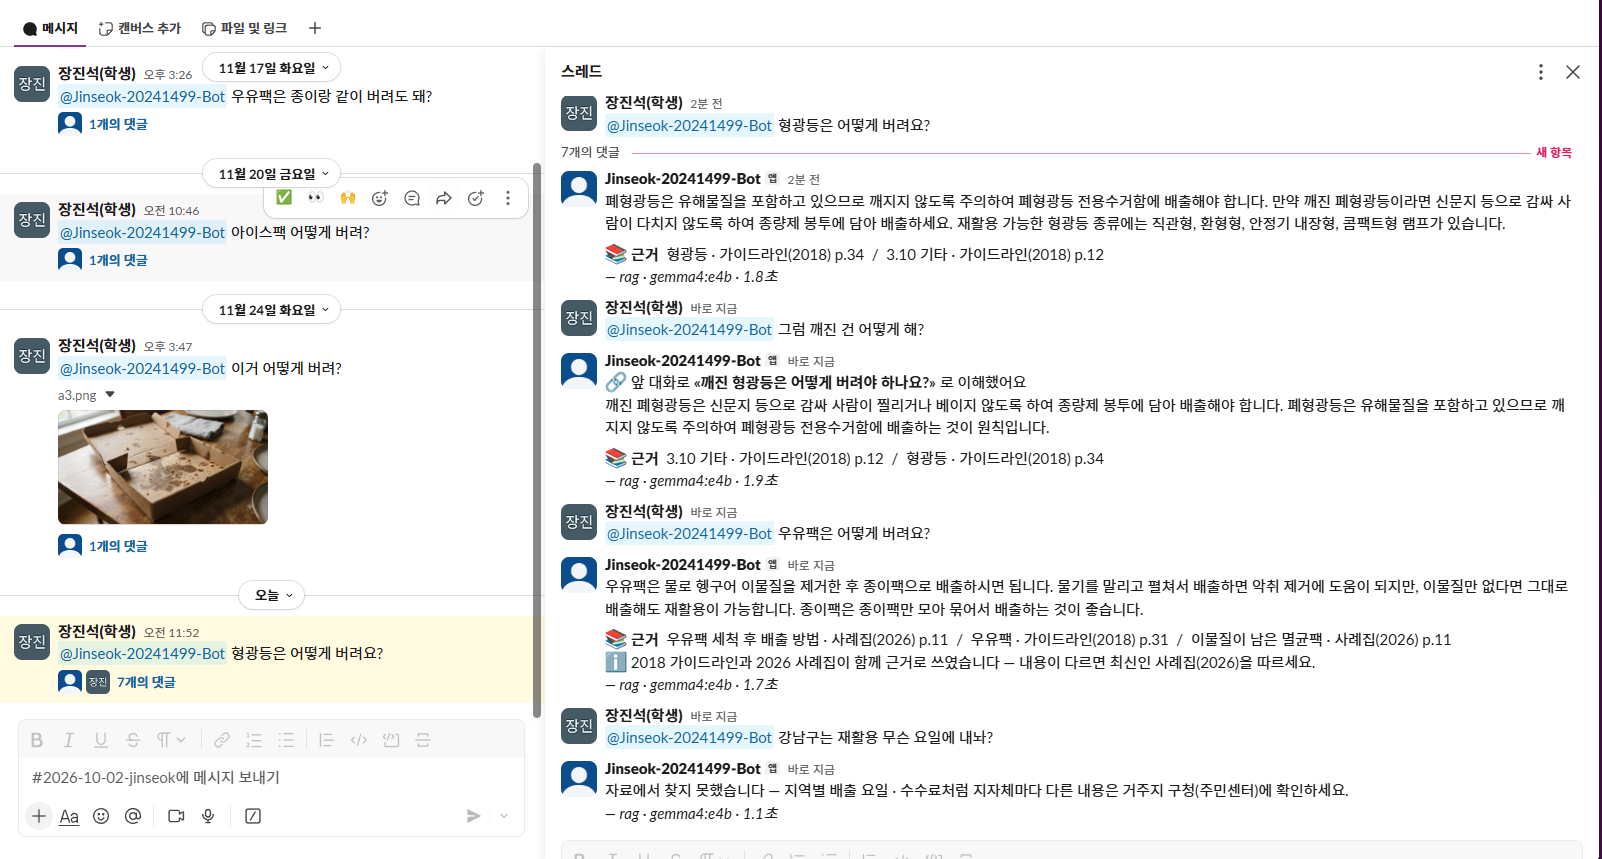 메시지
캔버스 추가
파일 및 링크
장진석(학생) 오후 3:26
11월 17일 화요일
장진
@Jinseok-20241499-Bot 우유팩은 종이랑 같이 버려도 돼?
1개의 댓글
11월 20일 금요일
장진석(학생) 오전 10:46
장진
@Jinseok-20241499-Bot 아이스팩 어떻게 버려?
1개의 댓글
11월 24일 화요일
장진석(학생) 오후 3:47
장진
@Jinseok-20241499-Bot 이거 어떻게 버려?
a3.png
1개의 댓글
오늘
장진석(학생) 오전 11:52
장진
@Jinseok-20241499-Bot 형광등은 어떻게 버려요?
장진 7개의 댓글
B I U S
#2026-10-02-jinseok에 메시지 보내기
Aa
스레드
장진석(학생) 2분 전
장진
@Jinseok-20241499-Bot 형광등은 어떻게 버려요?
7개의 댓글
새 항목
Jinseok-20241499-Bot 앱 2분 전
폐형광등은 유해물질을 포함하고 있으므로 깨지지 않도록 주의하여 폐형광등 전용수거함에 배출해야 합니다. 만약 깨진 폐형광등이라면 신문지 등으로 감싸 사
람이 다치지 않도록 하여 종량제 봉투에 담아 배출하세요. 재활용 가능한 형광등 종류에는 직관형, 환형형, 안정기 내장형, 콤팩트형 램프가 있습니다.
📚 근거 형광등 · 가이드라인(2018) p.34 / 3.10 기타 · 가이드라인(2018) p.12
— rag · gemma4:e4b · 1.8초
장진석(학생) 바로 지금
장진
@Jinseok-20241499-Bot 그럼 깨진 건 어떻게 해?
Jinseok-20241499-Bot 앱 바로 지금
🔗 앞 대화로 «깨진 형광등은 어떻게 버려야 하나요?» 로 이해했어요
깨진 폐형광등은 신문지 등으로 감싸 사람이 찔리거나 베이지 않도록 하여 종량제 봉투에 담아 배출해야 합니다. 폐형광등은 유해물질을 포함하고 있으므로 깨
지지 않도록 주의하여 폐형광등 전용수거함에 배출하는 것이 원칙입니다.
📚 근거 3.10 기타 · 가이드라인(2018) p.12 / 형광등 · 가이드라인(2018) p.34
— rag · gemma4:e4b · 1.9초
장진석(학생) 바로 지금
장진
@Jinseok-20241499-Bot 우유팩은 어떻게 버려요?
Jinseok-20241499-Bot 앱 바로 지금
우유팩은 물로 헹구어 이물질을 제거한 후 종이팩으로 배출하시면 됩니다. 물기를 말리고 펼쳐서 배출하면 악취 제거에 도움이 되지만, 이물질만 없다면 그대로
배출해도 재활용이 가능합니다. 종이팩은 종이팩만 모아 묶어서 배출하는 것이 좋습니다.
📚 근거 우유팩 세척 후 배출 방법 · 사례집(2026) p.11 / 우유팩 · 가이드라인(2018) p.31 / 이물질이 남은 멸균팩 · 사례집(2026) p.11
ℹ️ 2018 가이드라인과 2026 사례집이 함께 근거로 쓰였습니다 — 내용이 다르면 최신인 사례집(2026)을 따르세요.
— rag · gemma4:e4b · 1.7초
장진석(학생) 바로 지금
장진
@Jinseok-20241499-Bot 강남구는 재활용 무슨 요일에 내놔?
Jinseok-20241499-Bot 앱 바로 지금
자료에서 찾지 못했습니다 — 지역별 배출 요일 · 수수료처럼 지자체마다 다른 내용은 거주지 구청(주민센터)에 확인하세요.
— rag · gemma4:e4b · 1.1초